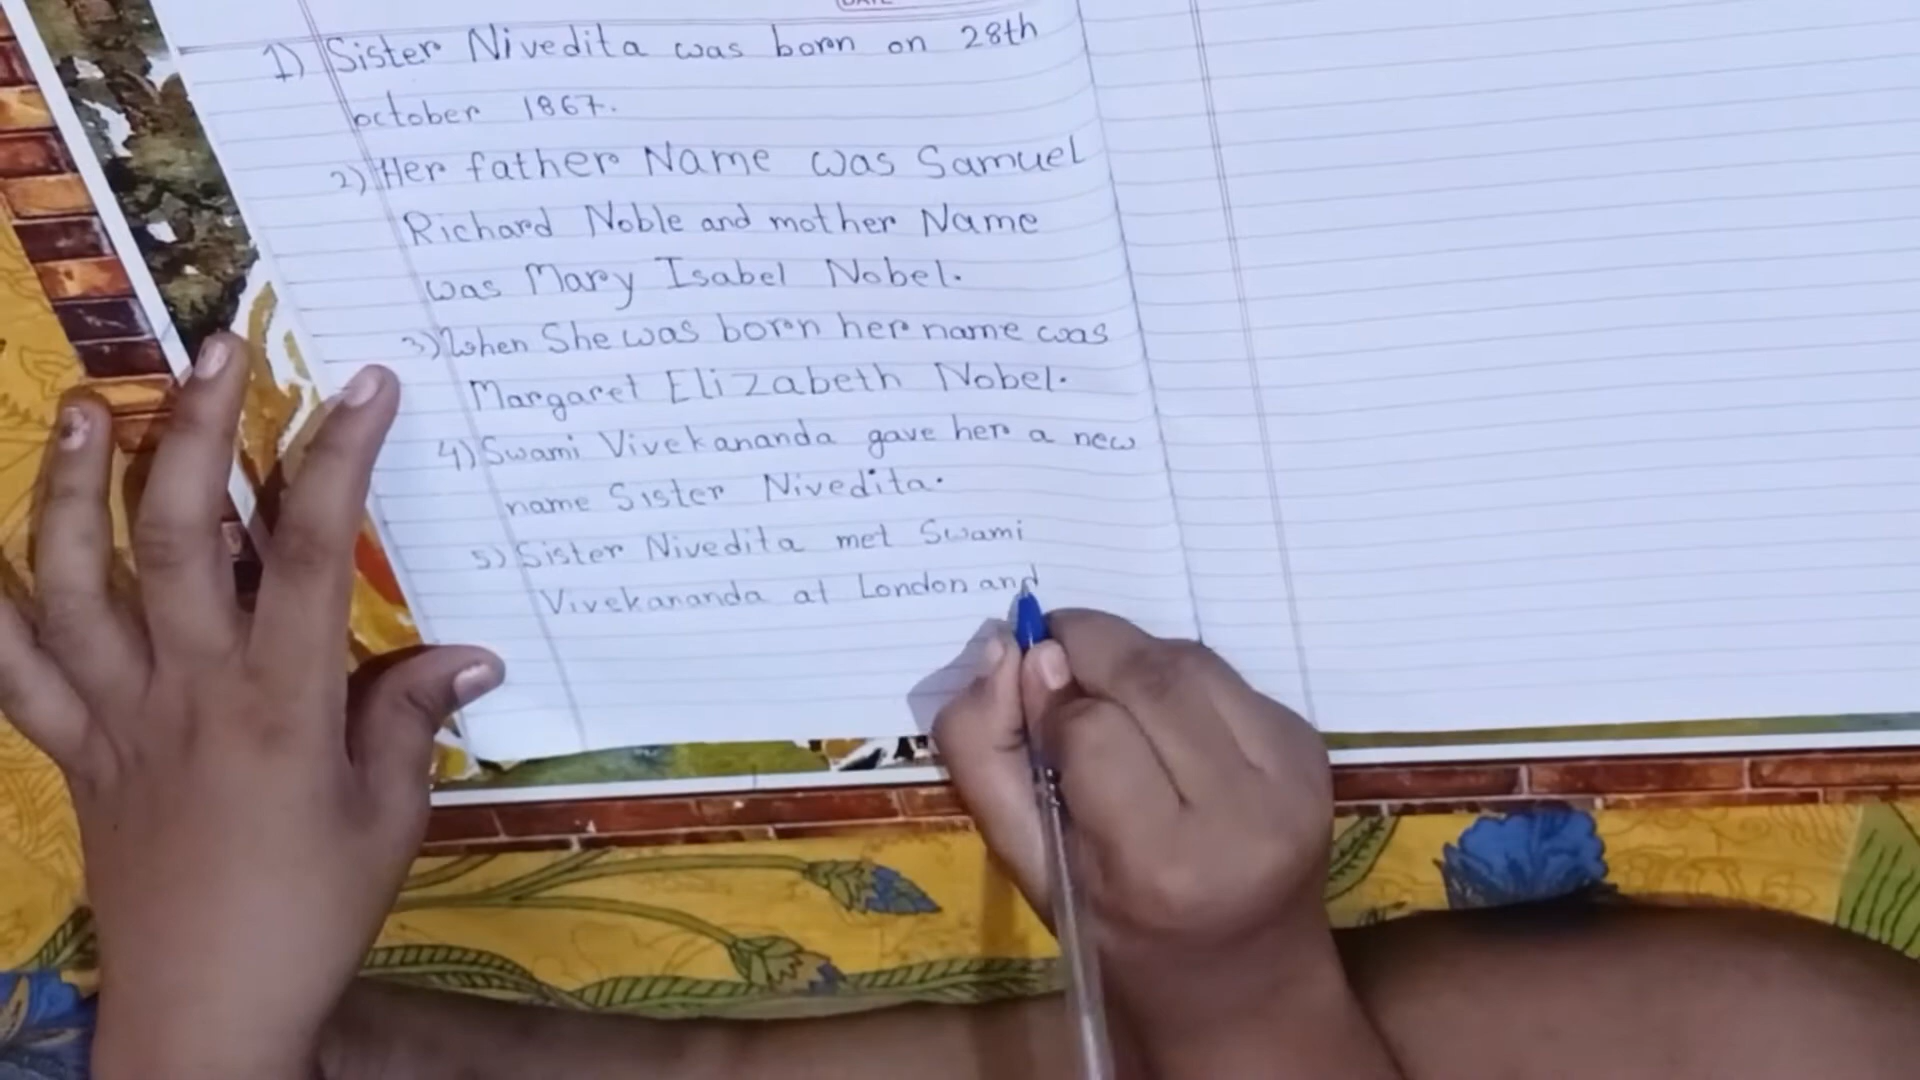 1) Sister Nivedita was born on 28th
october 1867.
2) Her father Name was Samuel
Richard Noble and mother Name
was Mary Isabel Nobel.
3) When She was born her name was
Margaret Elizabeth Nobel.
4) Swami Vivekananda gave her a new
name Sister Nivedita.
5) Sister Nivedita met Swami
Vivekananda at London and